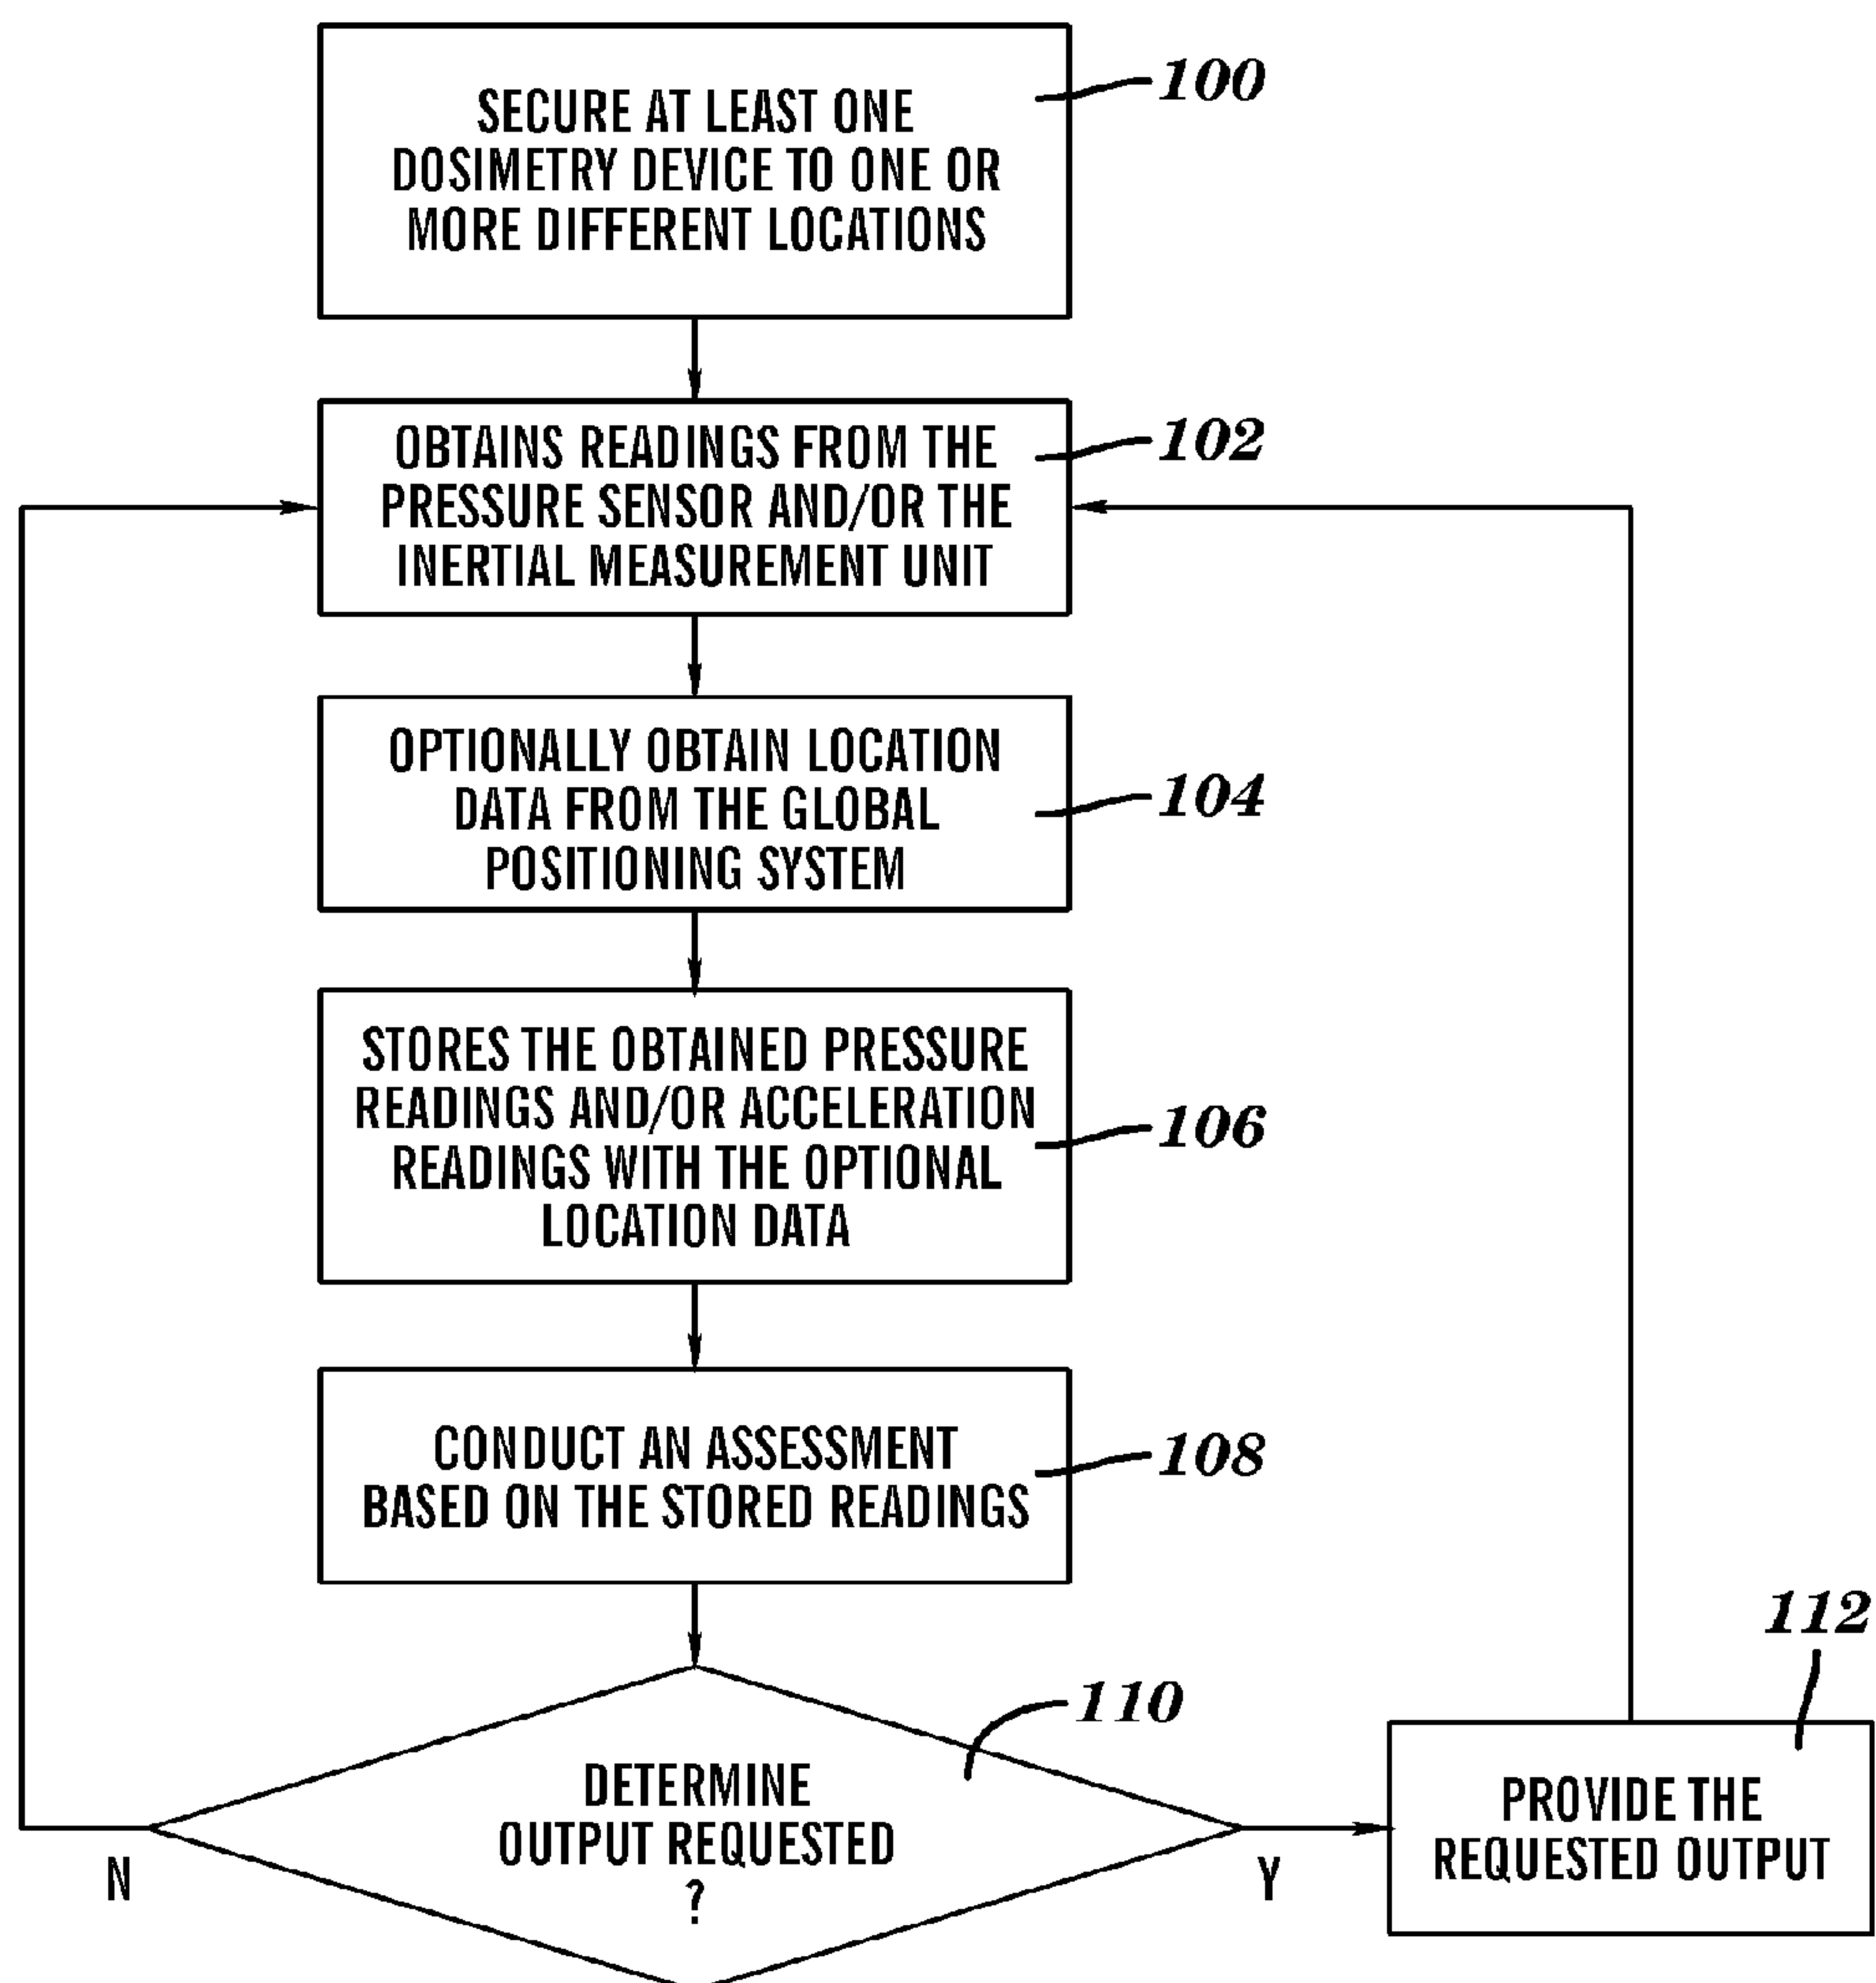 SECURE AT LEAST ONE
DOSIMETRY DEVICE TO ONE OR
MORE DIFFERENT LOCATIONS
100
OBTAINS READINGS FROM THE
PRESSURE SENSOR AND/OR THE
INERTIAL MEASUREMENT UNIT
102
OPTIONALLY OBTAIN LOCATION
DATA FROM THE GLOBAL
POSITIONING SYSTEM
104
STORES THE OBTAINED PRESSURE
READINGS AND/OR ACCELERATION
READINGS WITH THE OPTIONAL
LOCATION DATA
106
CONDUCT AN ASSESSMENT
BASED ON THE STORED READINGS
108
DETERMINE
OUTPUT REQUESTED
?
110
N
Y
PROVIDE THE
REQUESTED OUTPUT
112